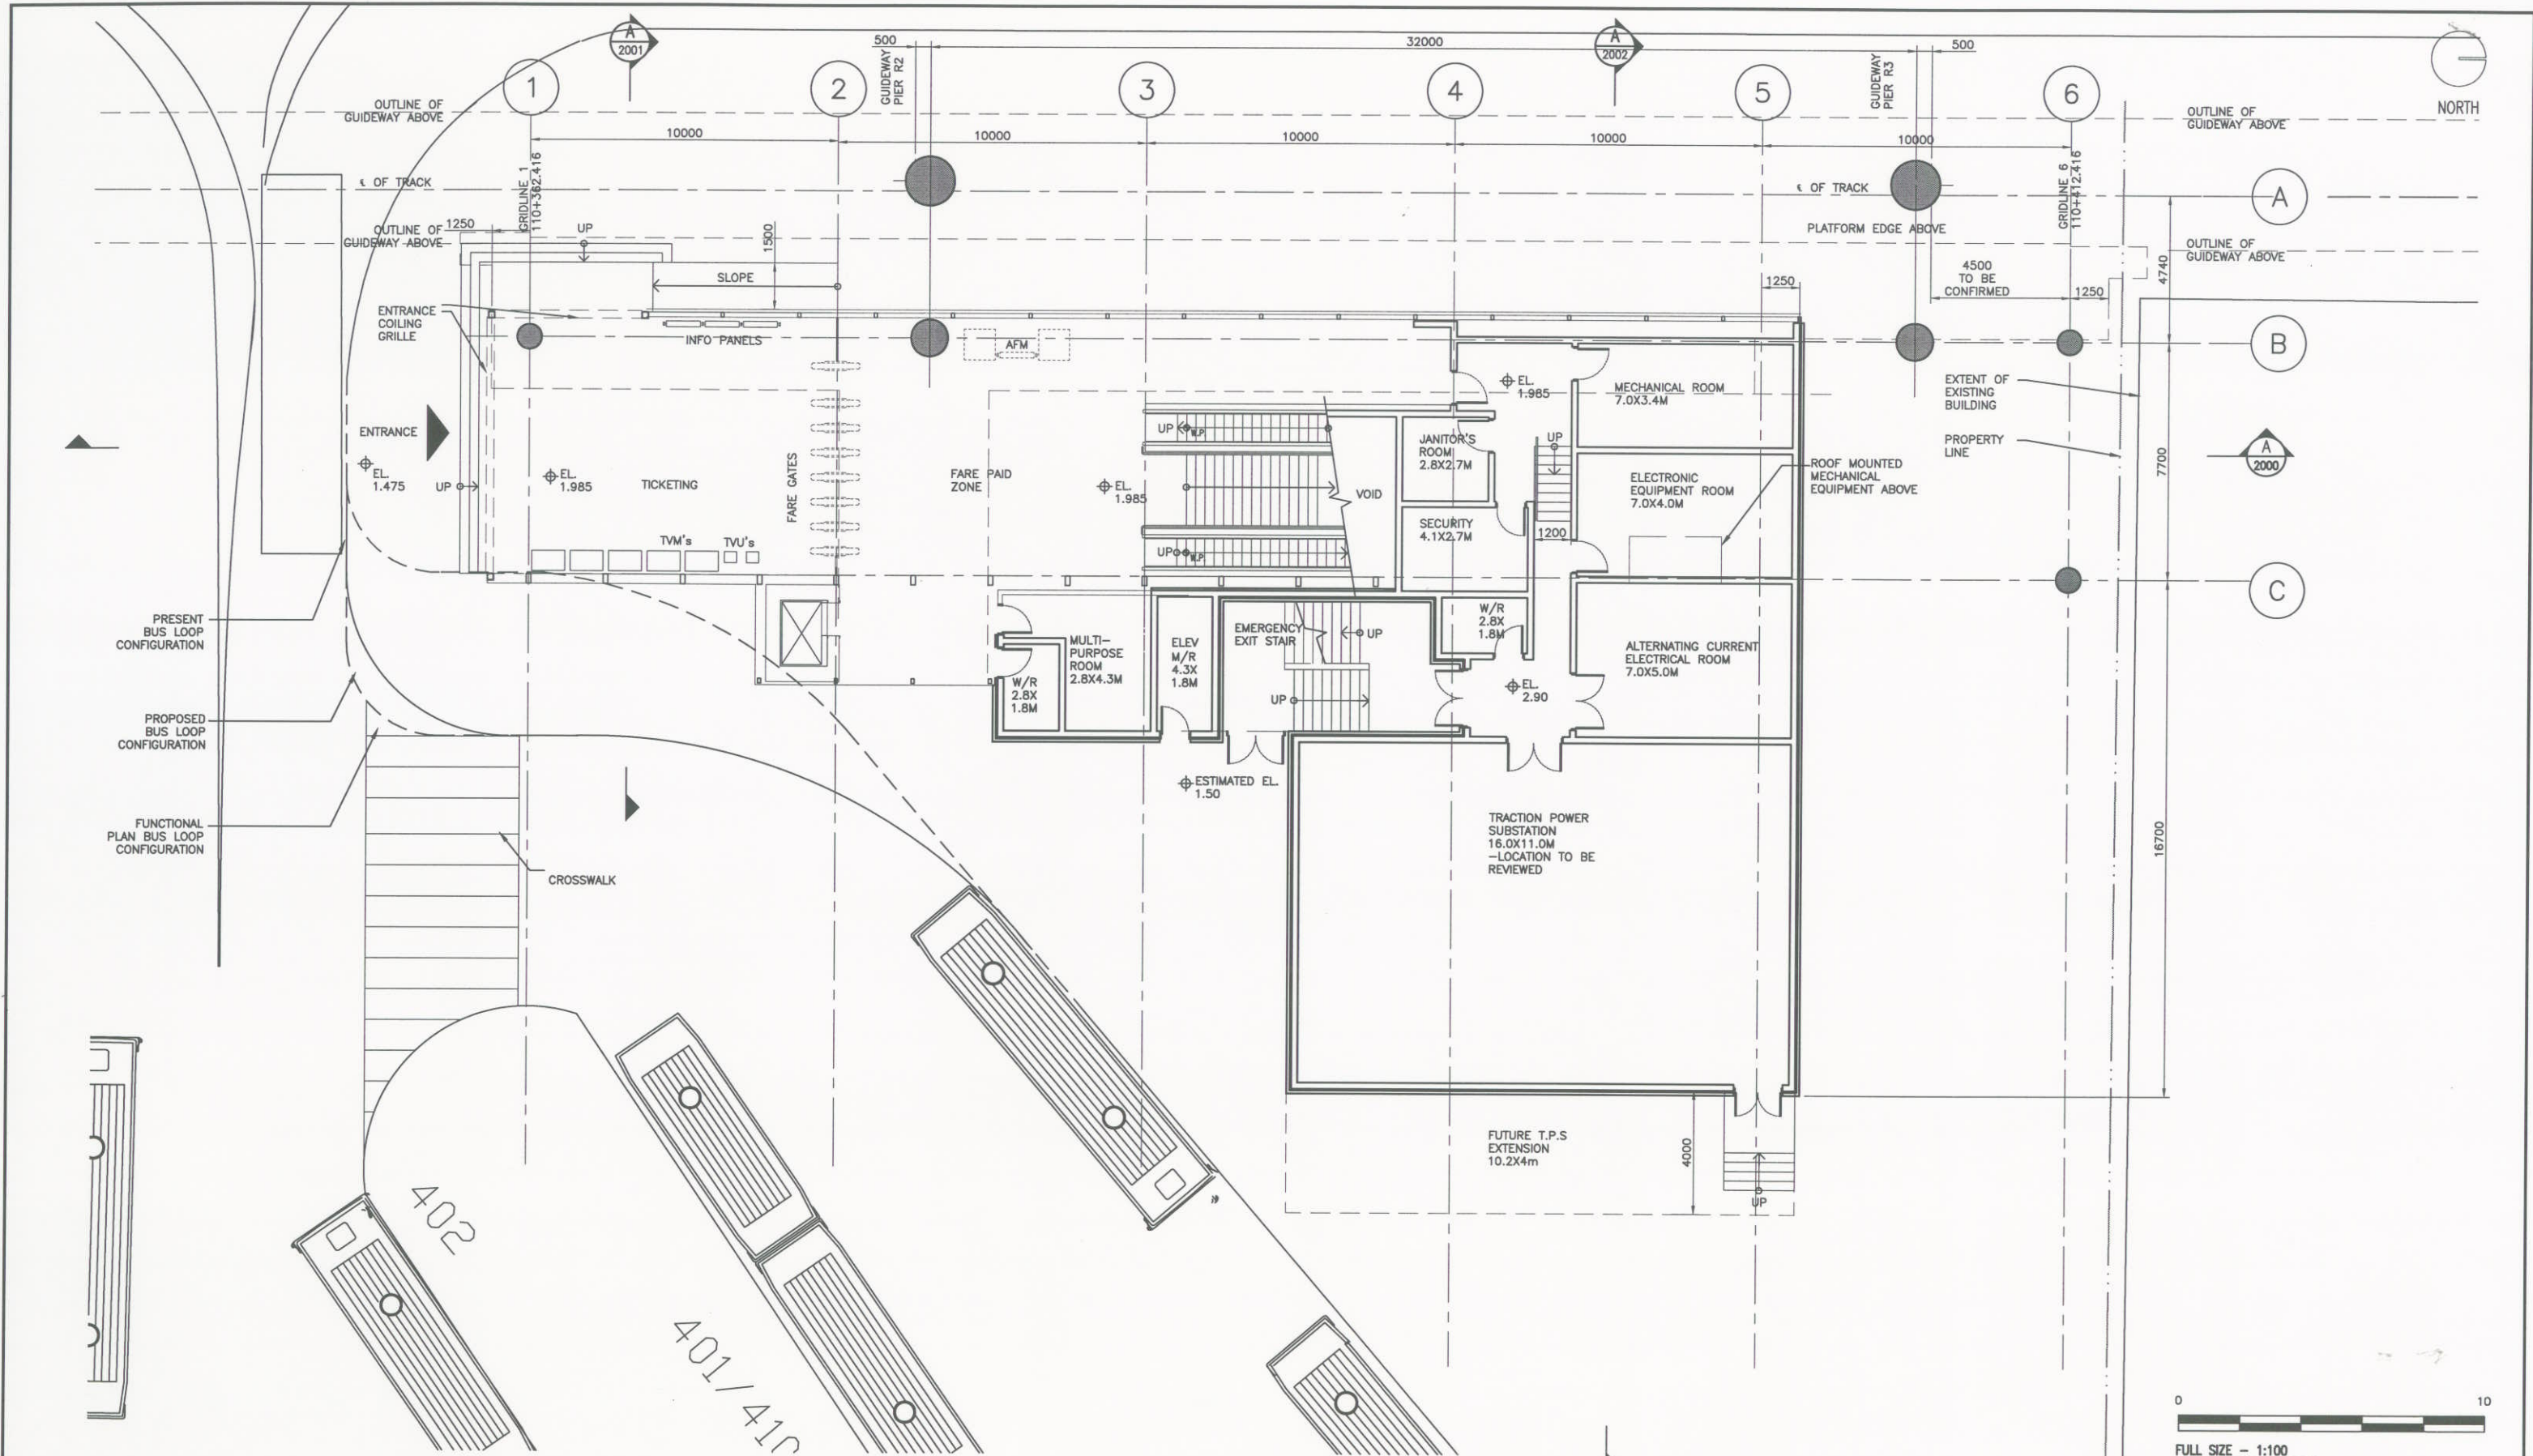 A
2001
500
32000
A
2002
500
1
2
GUIDEWAY
PIER R2
3
4
5
GUIDEWAY
PIER R3
6
NORTH
OUTLINE OF
GUIDEWAY ABOVE
OUTLINE OF
GUIDEWAY ABOVE
10000
10000
10000
10000
10000
℄ OF TRACK
GRIDLINE 1
110+362.416
℄ OF TRACK
GRIDLINE 6
110+412.416
A
OUTLINE OF
GUIDEWAY ABOVE
1250
UP
1500
PLATFORM EDGE ABOVE
OUTLINE OF
GUIDEWAY ABOVE
SLOPE
1250
4500
TO BE
CONFIRMED
1250
4740
ENTRANCE
COILING
GRILLE
INFO PANELS
AFM
B
EL.
1.985
MECHANICAL ROOM
7.0X3.4M
EXTENT OF
EXISTING
BUILDING
ENTRANCE
UP
W.P.
JANITOR'S
ROOM
2.8X2.7M
UP
PROPERTY
LINE
A
2000
7700
EL.
1.475
UP
EL.
1.985
TICKETING
FARE GATES
FARE PAID
ZONE
EL.
1.985
VOID
ELECTRONIC
EQUIPMENT ROOM
7.0X4.0M
ROOF MOUNTED
MECHANICAL
EQUIPMENT ABOVE
TVM's
TVU's
UP
W.P.
SECURITY
4.1X2.7M
1200
C
PRESENT
BUS LOOP
CONFIGURATION
W/R
2.8X
1.8M
MULTI-
PURPOSE
ROOM
2.8X4.3M
ELEV
M/R
4.3X
1.8M
EMERGENCY
EXIT STAIR
UP
UP
W/R
2.8X
1.8M
EL.
2.90
ALTERNATING CURRENT
ELECTRICAL ROOM
7.0X5.0M
PROPOSED
BUS LOOP
CONFIGURATION
ESTIMATED EL.
1.50
FUNCTIONAL
PLAN BUS LOOP
CONFIGURATION
CROSSWALK
TRACTION POWER
SUBSTATION
16.0X11.0M
-LOCATION TO BE
REVIEWED
16700
FUTURE T.P.S
EXTENSION
10.2X4m
4000
UP
402
401/410
0
10
FULL SIZE - 1:100